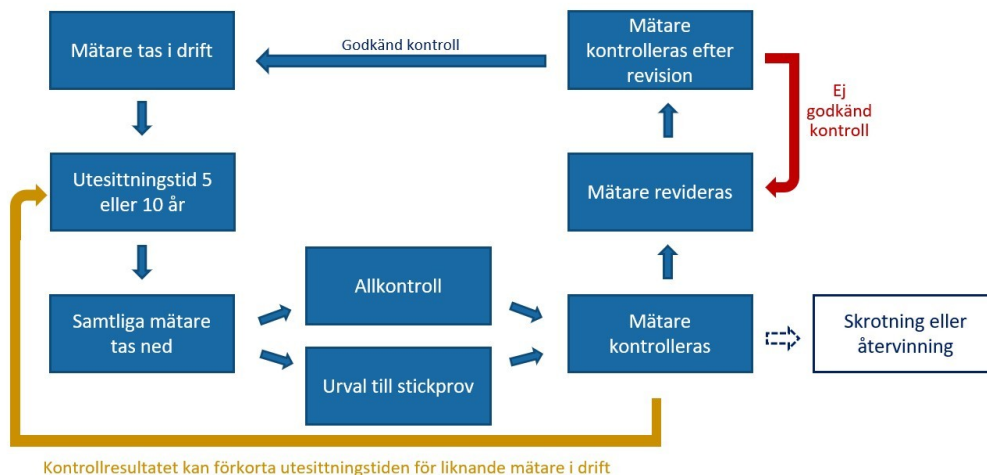 Mätare tas i drift
Godkänd kontroll
Mätare
kontrolleras efter
revision
Ej
godkänd
kontroll
Utesittningstid 5
eller 10 år
Mätare revideras
Samtliga mätare
tas ned
Allkontroll
Urval till stickprov
Mätare
kontrolleras
Skrotning eller
återvinning
Kontrollresultatet kan förkorta utesittningstiden för liknande mätare i drift